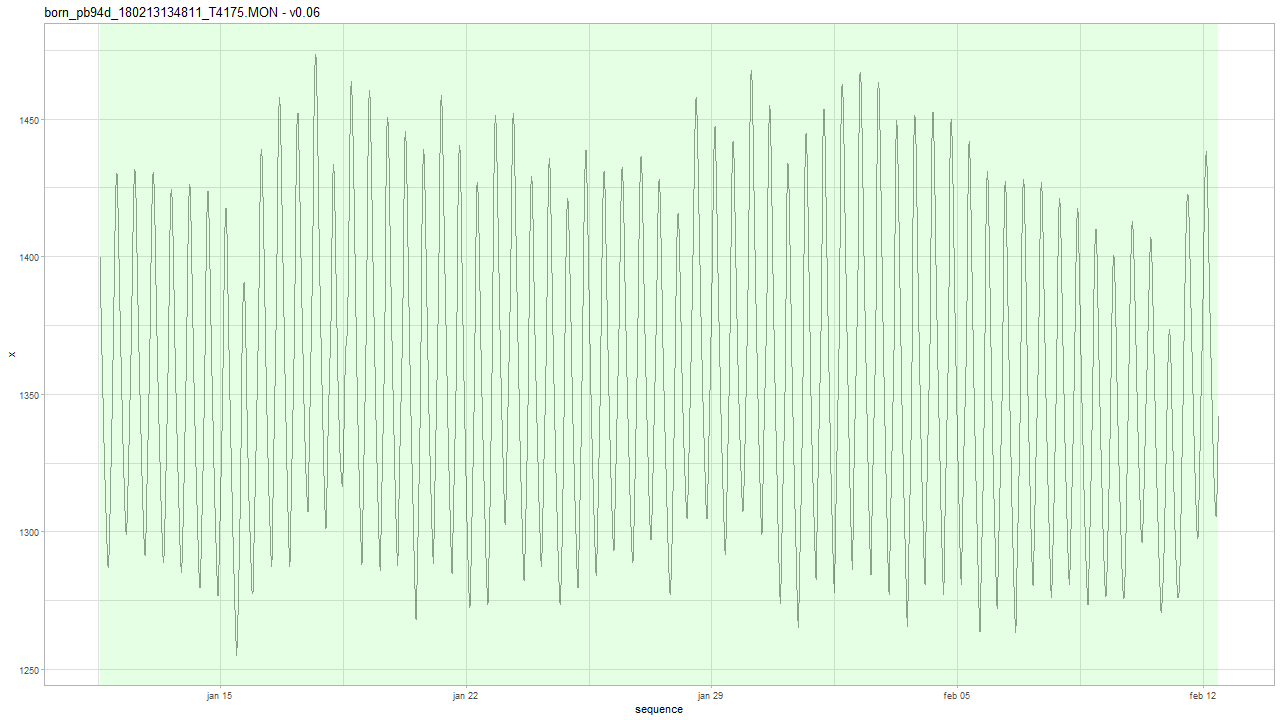 born_pb94d_180213134811_T4175.MON - v0.06
1450
1400
1350
1300
1250
x
jan 15
jan 22
jan 29
feb 05
feb 12
sequence